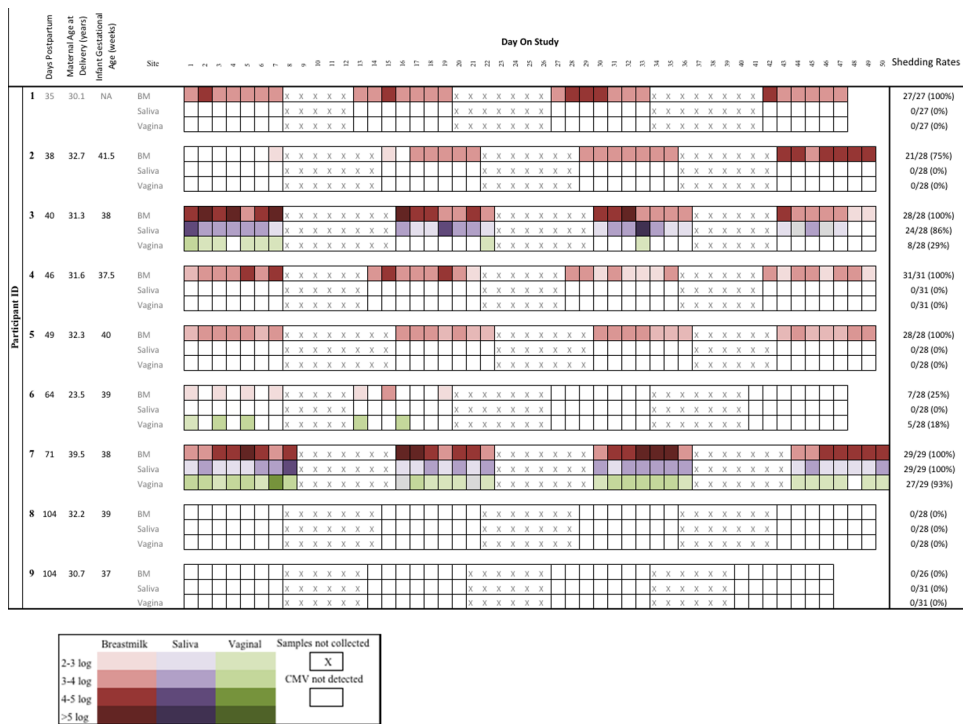 Days Postpartum
Maternal Age at Delivery (years)
Infant Gestational Age (weeks)
Site
Day On Study
1 2 3 4 5 6 7 8 9 10 11 12 13 14 15 16 17 18 19 20 21 22 23 24 25 26 27 28 29 30 31 32 33 34 35 36 37 38 39 40 41 42 43 44 45 46 47 48 49 50
Shedding Rates
Participant ID
1 35 30.1 NA BM X X X X X X X X X X X X X X X X X X X X 27/27 (100%)
Saliva X X X X X X X X X X X X X X X X X X X X 0/27 (0%)
Vagina X X X X X X X X X X X X X X X X X X X X 0/27 (0%)
2 38 32.7 41.5 BM X X X X X X X X X X X X X X X X X X X X X 21/28 (75%)
Saliva X X X X X X X X X X X X X X X X X X X X X 0/28 (0%)
Vagina X X X X X X X X X X X X X X X X X X X X X 0/28 (0%)
3 40 31.3 38 BM X X X X X X X X X X X X X X X X X X X X X 28/28 (100%)
Saliva X X X X X X X X X X X X X X X X X X X X X 24/28 (86%)
Vagina X X X X X X X X X X X X X X X X X X X X X 8/28 (29%)
4 46 31.6 37.5 BM X X X X X X X X X X X X X X X X X X 31/31 (100%)
Saliva X X X X X X X X X X X X X X X X X X 0/31 (0%)
Vagina X X X X X X X X X X X X X X X X X X 0/31 (0%)
5 49 32.3 40 BM X X X X X X X X X X X X X X X X X X X X X 28/28 (100%)
Saliva X X X X X X X X X X X X X X X X X X X X X 0/28 (0%)
Vagina X X X X X X X X X X X X X X X X X X X X X 0/28 (0%)
6 64 23.5 39 BM X X X X X X X X X X X X X X X X X X X 7/28 (25%)
Saliva X X X X X X X X X X X X X X X X X X X 0/28 (0%)
Vagina X X X X X X X X X X X X X X X X X X X 5/28 (18%)
7 71 39.5 38 BM X X X X X X X X X X X X X X X X X X X X X 29/29 (100%)
Saliva X X X X X X X X X X X X X X X X X X X X X 29/29 (100%)
Vagina X X X X X X X X X X X X X X X X X X X X X 27/29 (93%)
8 104 32.2 39 BM X X X X X X X X X X X X X X X X X X X X X 0/28 (0%)
Saliva X X X X X X X X X X X X X X X X X X X X X 0/28 (0%)
Vagina X X X X X X X X X X X X X X X X X X X X X 0/28 (0%)
9 104 30.7 37 BM X X X X X X X X X X X X X X X X X X 0/26 (0%)
Saliva X X X X X X X X X X X X X X X X X X 0/31 (0%)
Vagina X X X X X X X X X X X X X X X X X X 0/31 (0%)
Breastmilk Saliva Vaginal Samples not collected
2-3 log X
3-4 log CMV not detected
4-5 log
>5 log